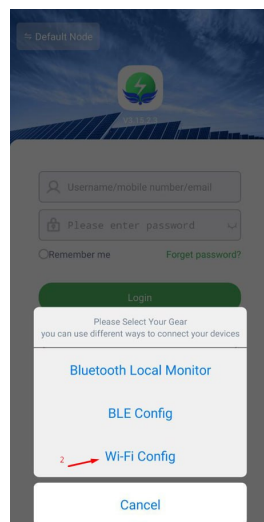 Default Node
Username/mobile number/email
Please enter password
Remember me Forget password?
Login
Please Select Your Gear
you can use different ways to connect your devices
Bluetooth Local Monitor
BLE Config
2 Wi-Fi Config
Cancel